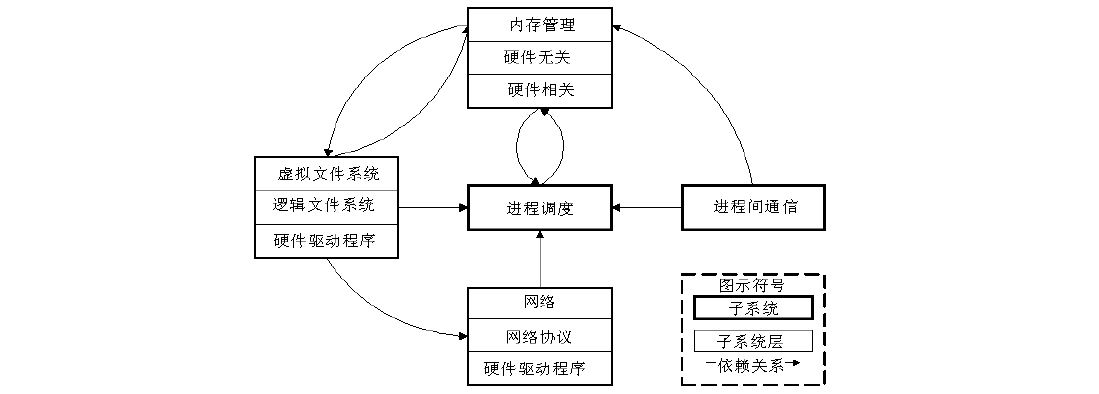 内存管理
硬件无关
硬件相关
虚拟文件系统
逻辑文件系统
硬件驱动程序
进程调度
进程间通信
网络
网络协议
硬件驱动程序
图示符号
子系统
子系统层
依赖关系